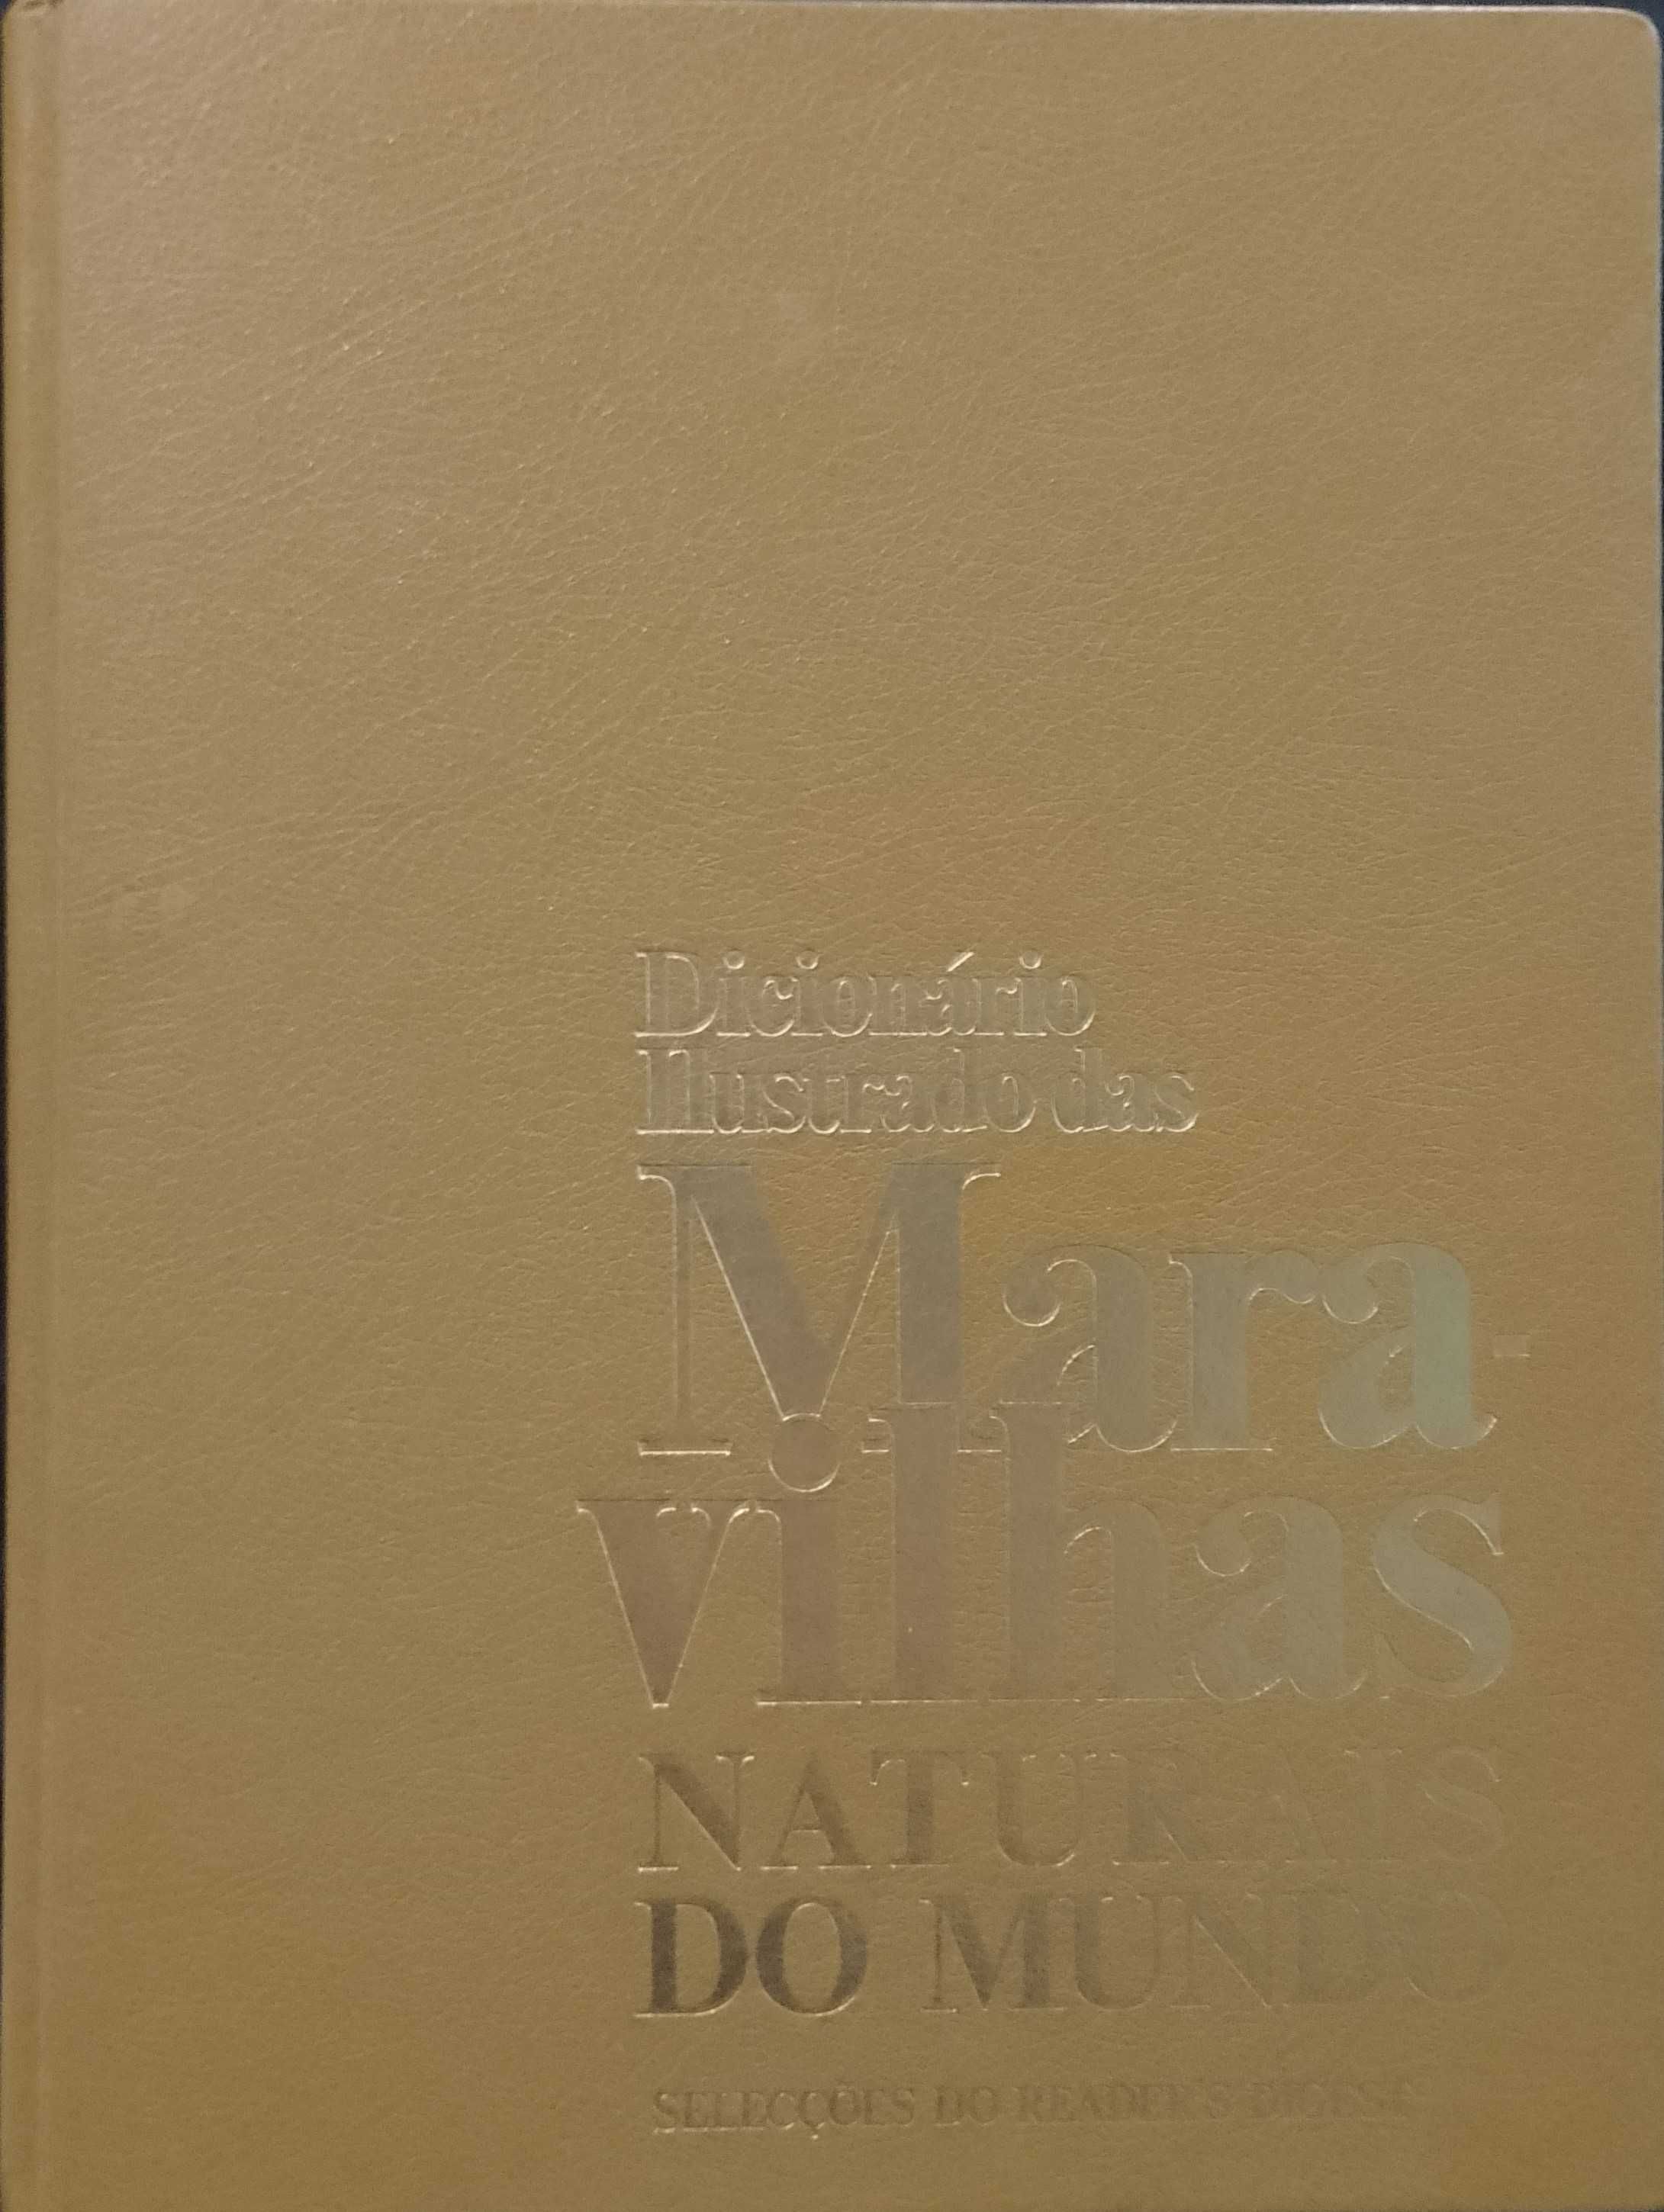 Dicionário
Ilustrado das
Mara-
vilhas
NATURAIS
DO MUNDO
SELECÇÕES DO READER'S DIGEST